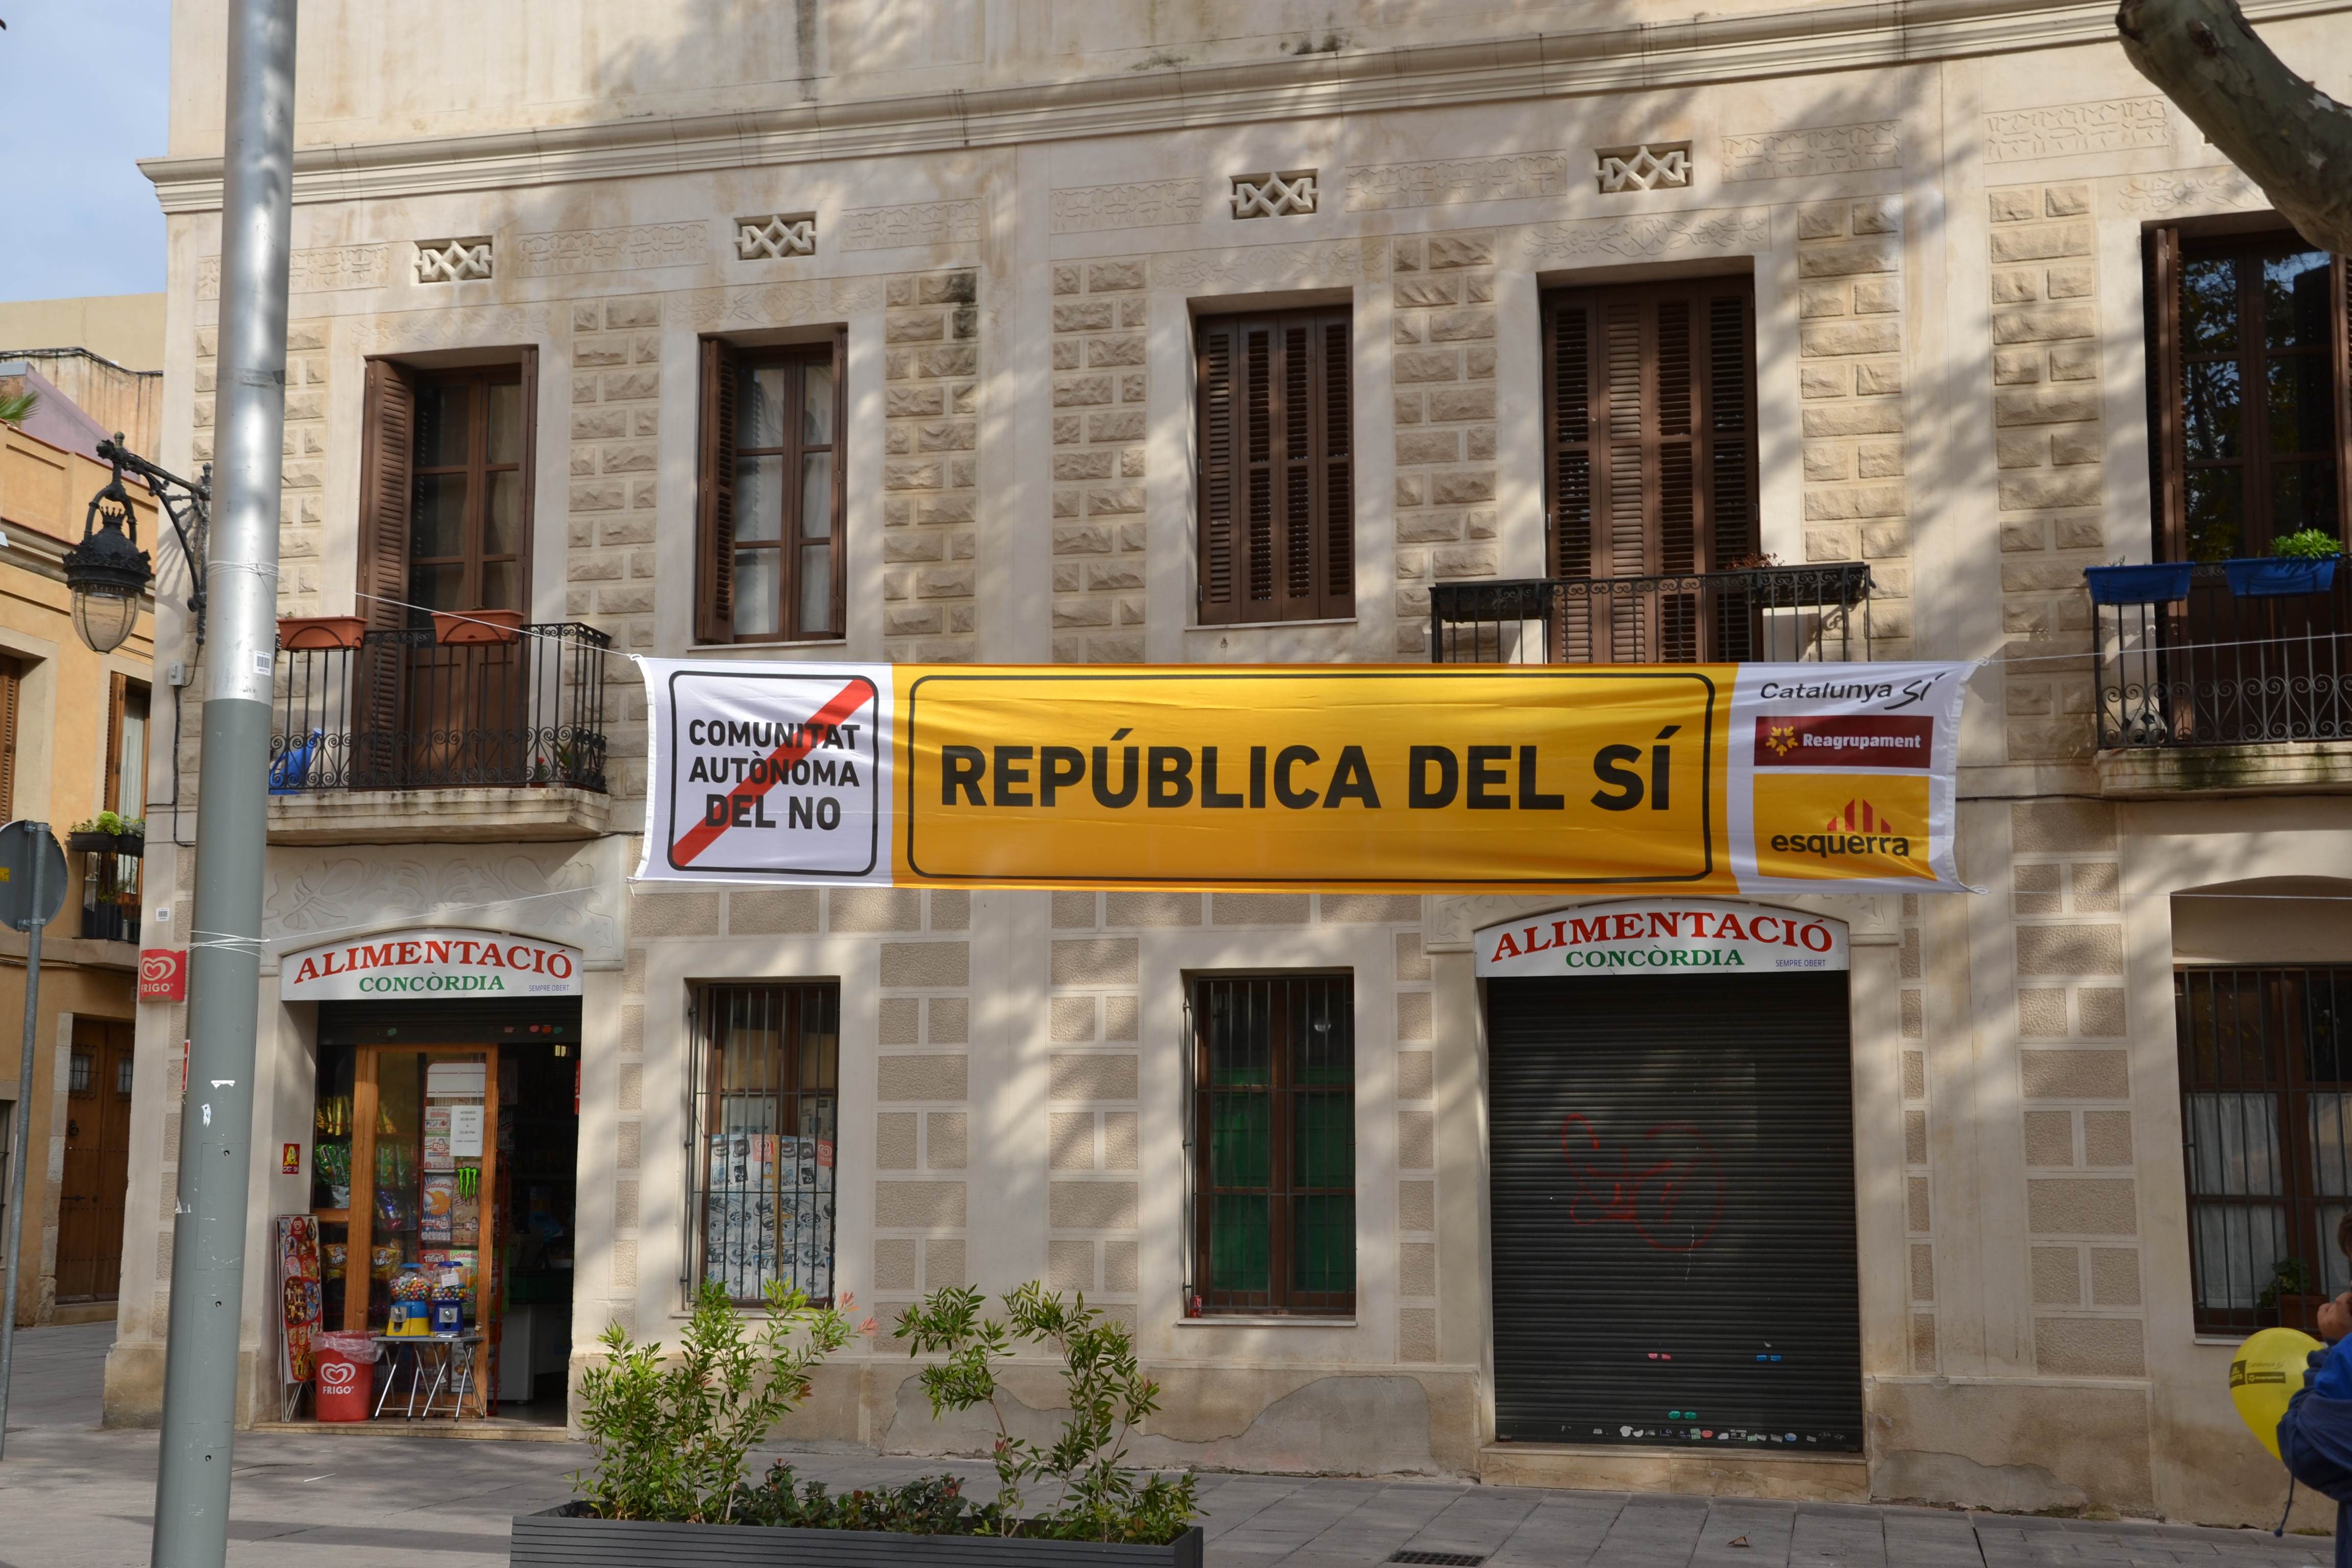 COMUNITAT
AUTÒNOMA
DEL NO
REPÚBLICA DEL SÍ
Catalunya SÍ
Reagrupament
esquerra
ALIMENTACIÓ
CONCÒRDIA
SEMPRE OBERT
ALIMENTACIÓ
CONCÒRDIA
SEMPRE OBERT
FRIGO
FRIGO